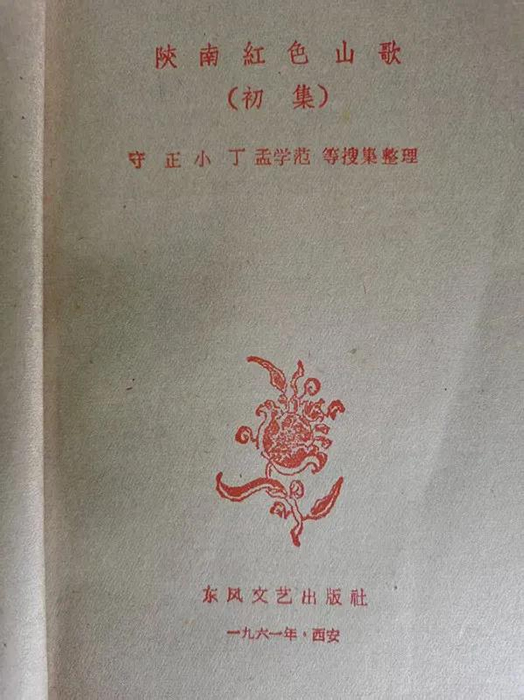 陝南紅色山歌
（初集）
守正 小丁 孟学范 等搜集整理
东风文艺出版社
一九六一年·西安